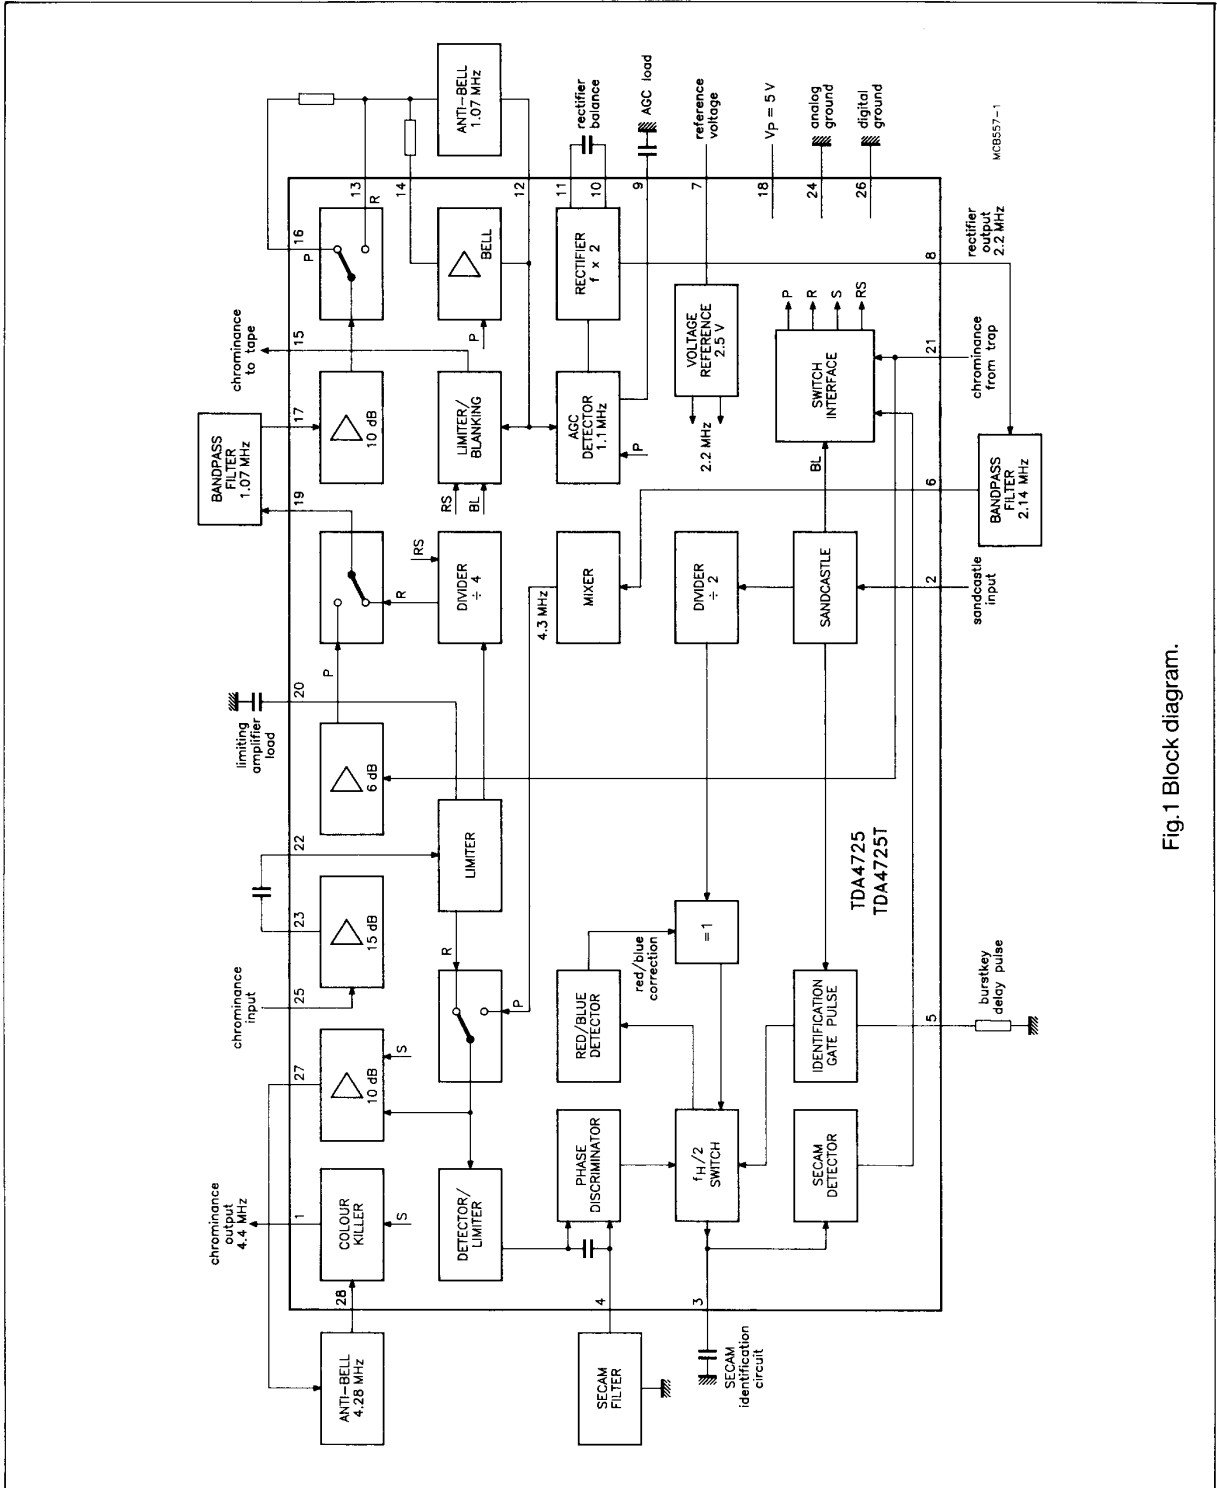 chrominance
output
4.4 MHz
ANTI–BELL
4.28 MHz
28
1
COLOUR
KILLER
S
27
10 dB
S
chrominance
input
25
23
15 dB
22
limiting
amplifier
load
20
6 dB
P
19
BANDPASS
FILTER
1.07 MHz
17
10 dB
chrominance
to tape
15
16
P
13
R
DETECTOR/
LIMITER
R
P
LIMITER
R
DIVIDER
÷ 4
RS
RS
BL
LIMITER/
BLANKING
P
BELL
14
12
ANTI–BELL
1.07 MHz
SECAM
FILTER
4
PHASE
DISCRIMINATOR
RED/BLUE
DETECTOR
red/blue
correction
4.3 MHz
MIXER
AGC
DETECTOR
1.1 MHz
P
RECTIFIER
f x 2
11
10
rectifier
balance
9
AGC load
SECAM
identification
circuit
3
fH/2
SWITCH
= 1
DIVIDER
÷ 2
2.2 MHz
VOLTAGE
REFERENCE
2.5 V
7
reference
voltage
SECAM
DETECTOR
IDENTIFICATION
GATE PULSE
TDA4725
TDA4725T
SANDCASTLE
BL
SWITCH
INTERFACE
P
R
S
RS
18
VP = 5 V
24
analog
ground
26
digital
ground
5
burstkey
delay pulse
2
sandcastle
input
6
BANDPASS
FILTER
2.14 MHz
21
chrominance
from trap
8
rectifier
output
2.2 MHz
MCB557-1
Fig.1 Block diagram.